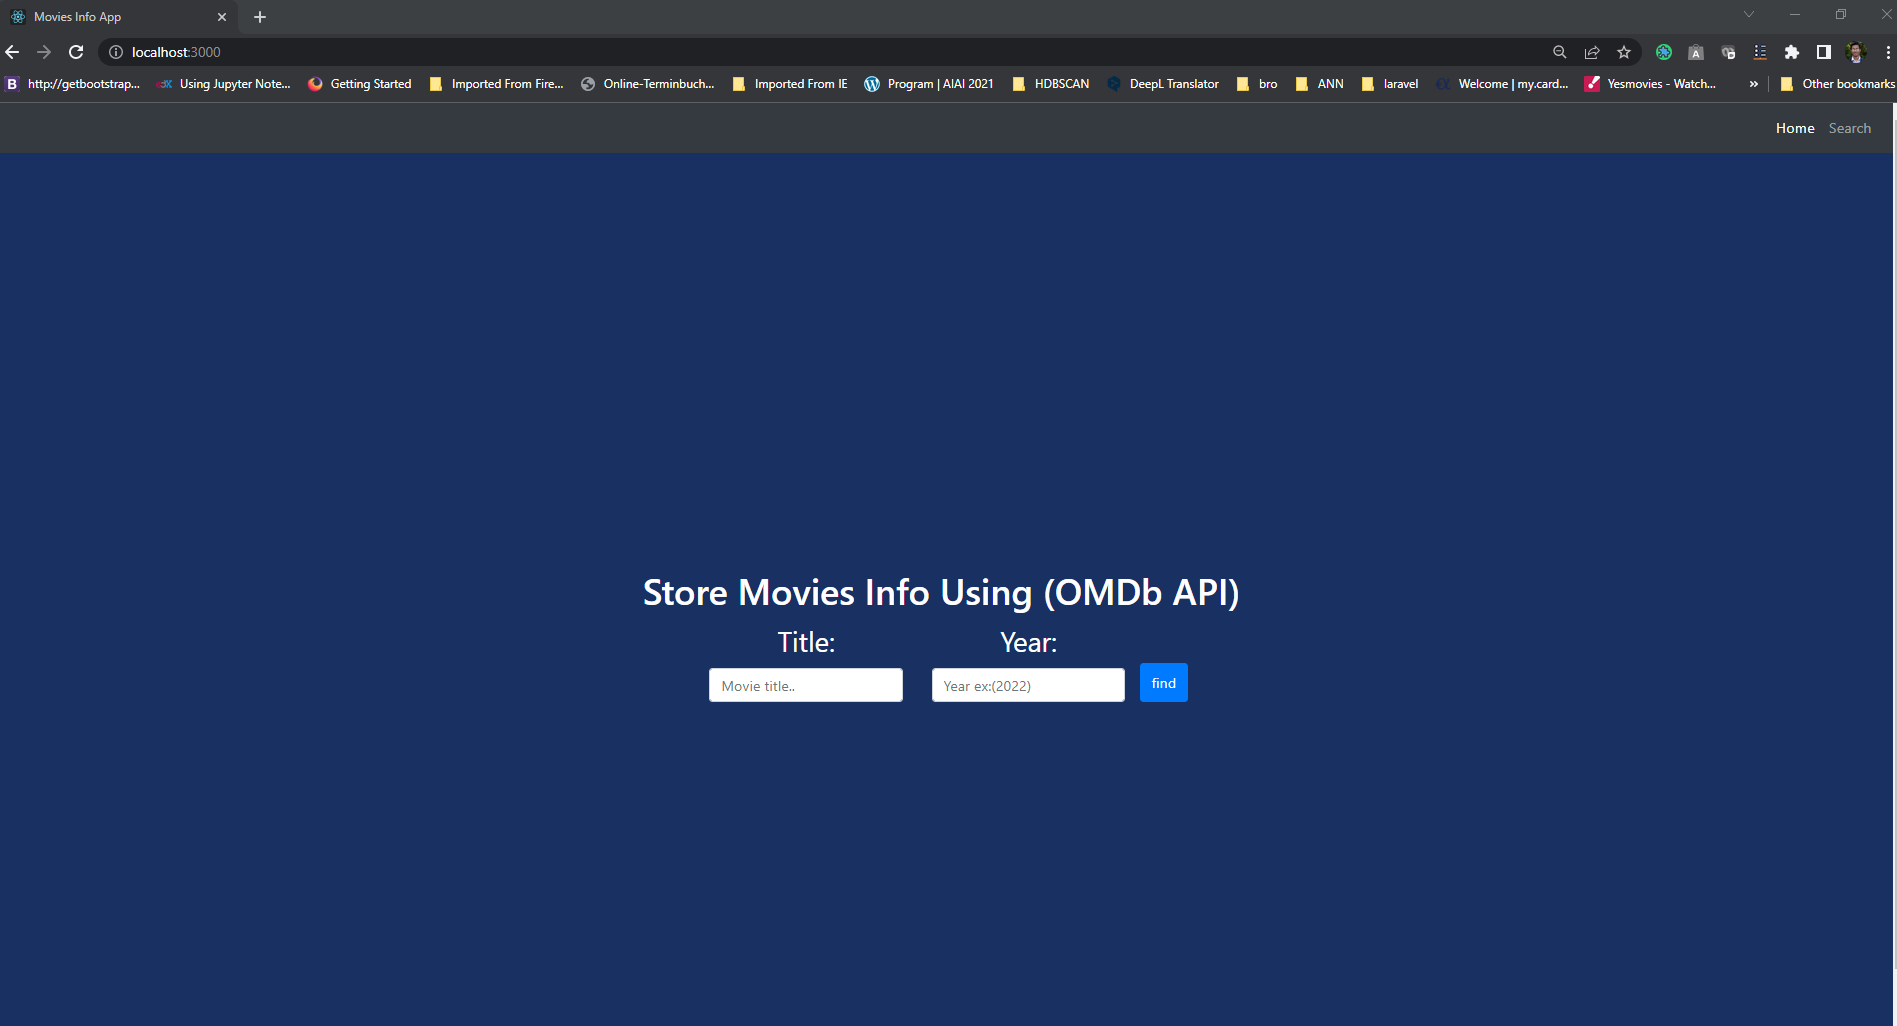 Movies Info App
localhost:3000
B http://getbootstrap... Using Jupyter Note... Getting Started Imported From Fire... Online-Terminbuch... Imported From IE Program | AIAI 2021 HDBSCAN DeepL Translator bro ANN laravel Welcome | my.card... Yesmovies - Watch... » Other bookmarks
Home Search
Store Movies Info Using (OMDb API)
Title: Year:
Movie title.. Year ex:(2022) find